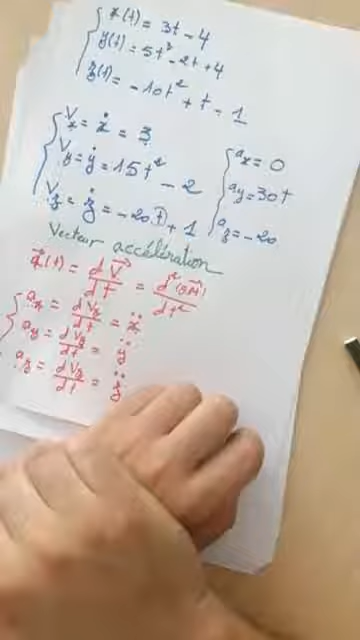 x(t) = 3t - 4
y(t) = 5t³ - 2t + 4
z(t) = -10t² + t - 1
Vx = ẋ = 3
Vy = ẏ = 15t² - 2
Vz = ż = -20t + 1
ax = 0
ay = 30t
az = -20
Vecteur accélération
a⃗(t) = dV⃗/dt = d²(OM⃗)/dt²
ax = dVx/dt = ẍ
ay = dVy/dt = ÿ
az = dVz/dt = z̈